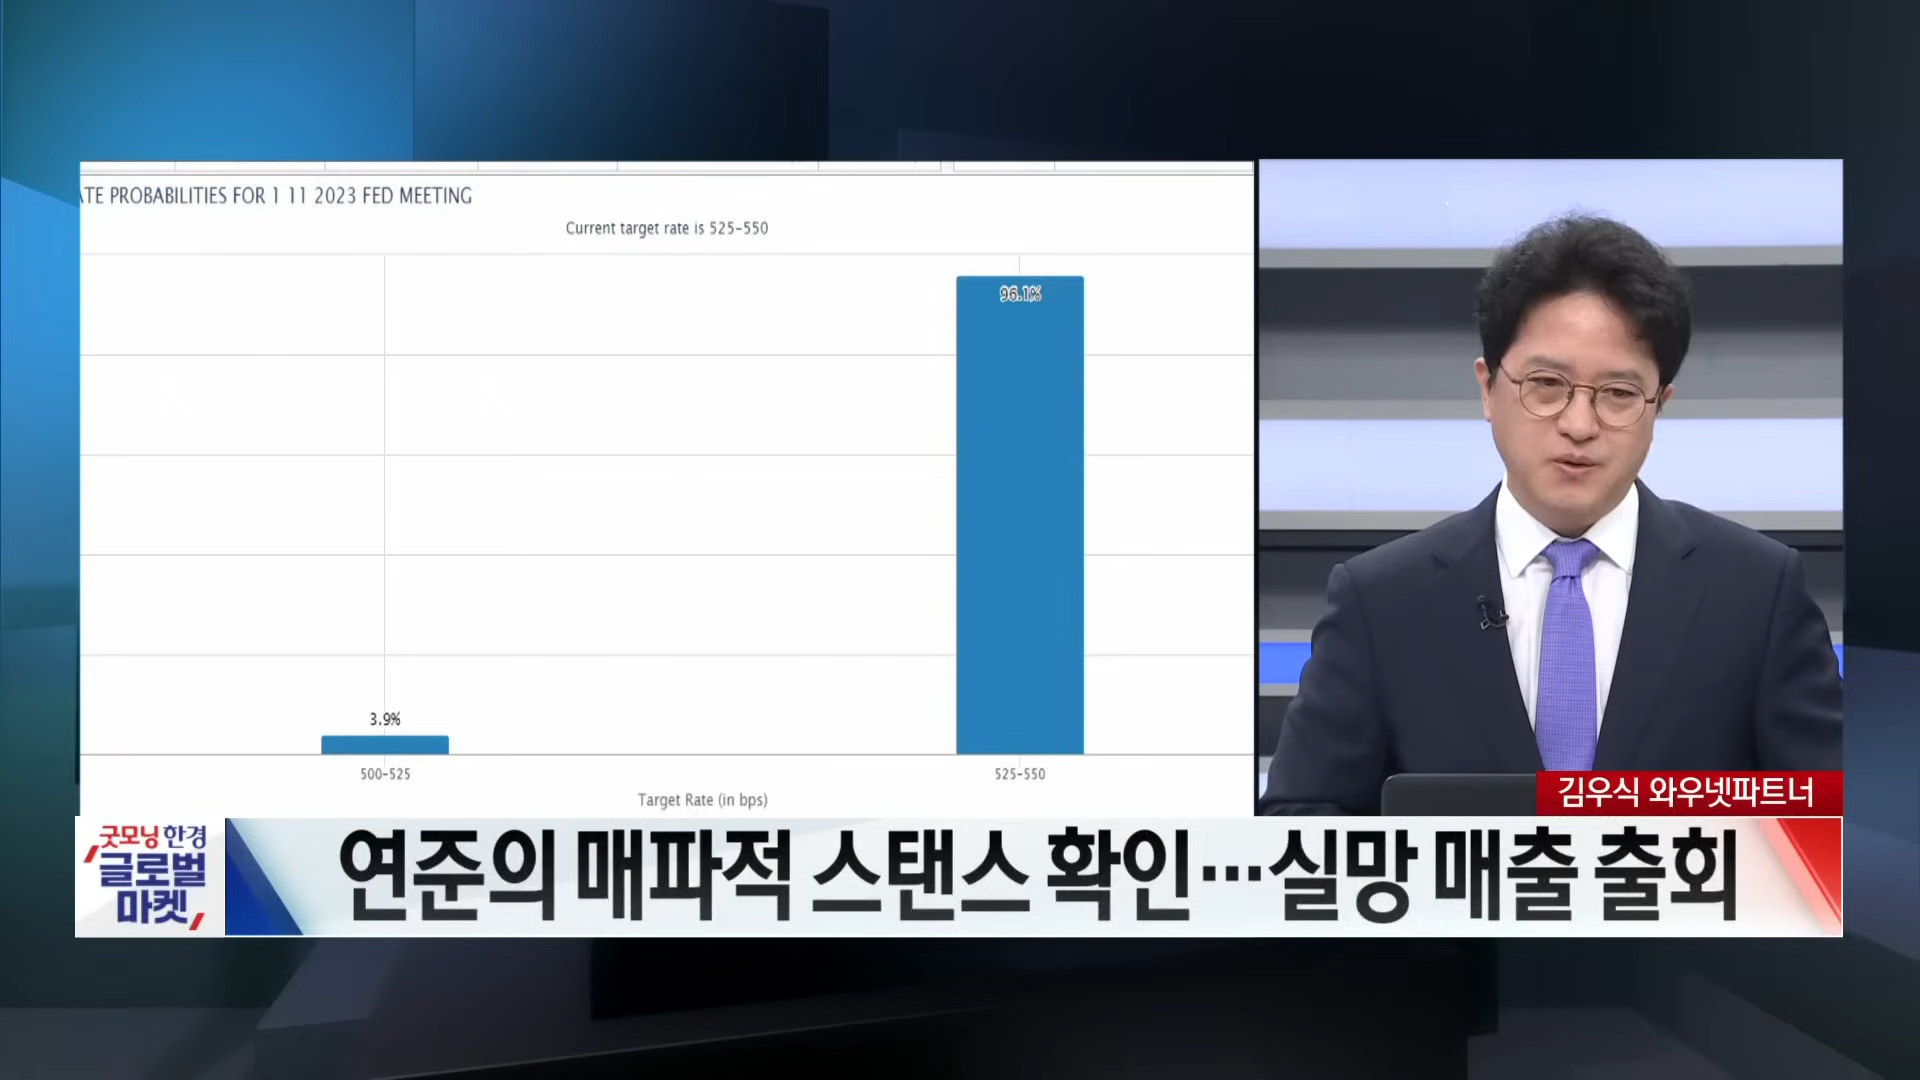 TE PROBABILITIES FOR 1 11 2023 FED MEETING
Current target rate is 525-550
96.1%
3.9%
500-525
525-550
Target Rate (in bps)
김우식 와우넷파트너
굿모닝 한경
글로벌
마켓
연준의 매파적 스탠스 확인…실망 매출 출회